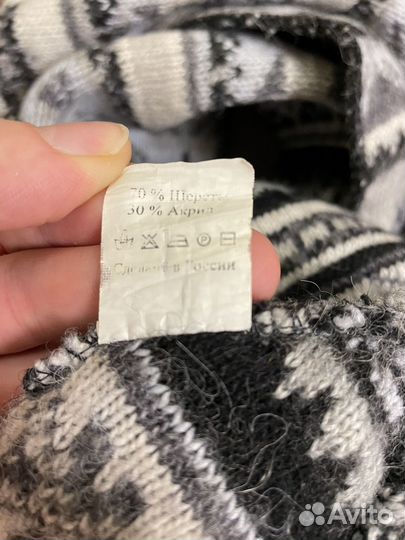 70 % Шерсть
30 % Акрил
Сделано в России
Avito